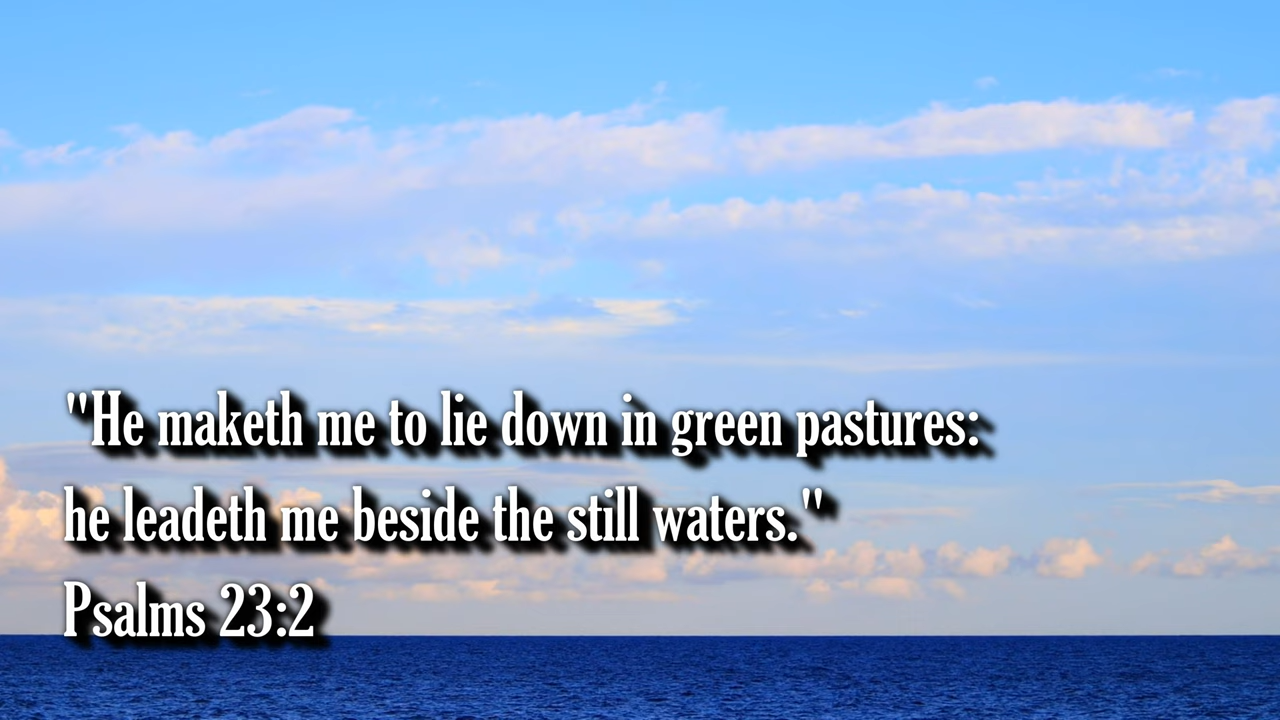 "He maketh me to lie down in green pastures:
he leadeth me beside the still waters."
Psalms 23:2